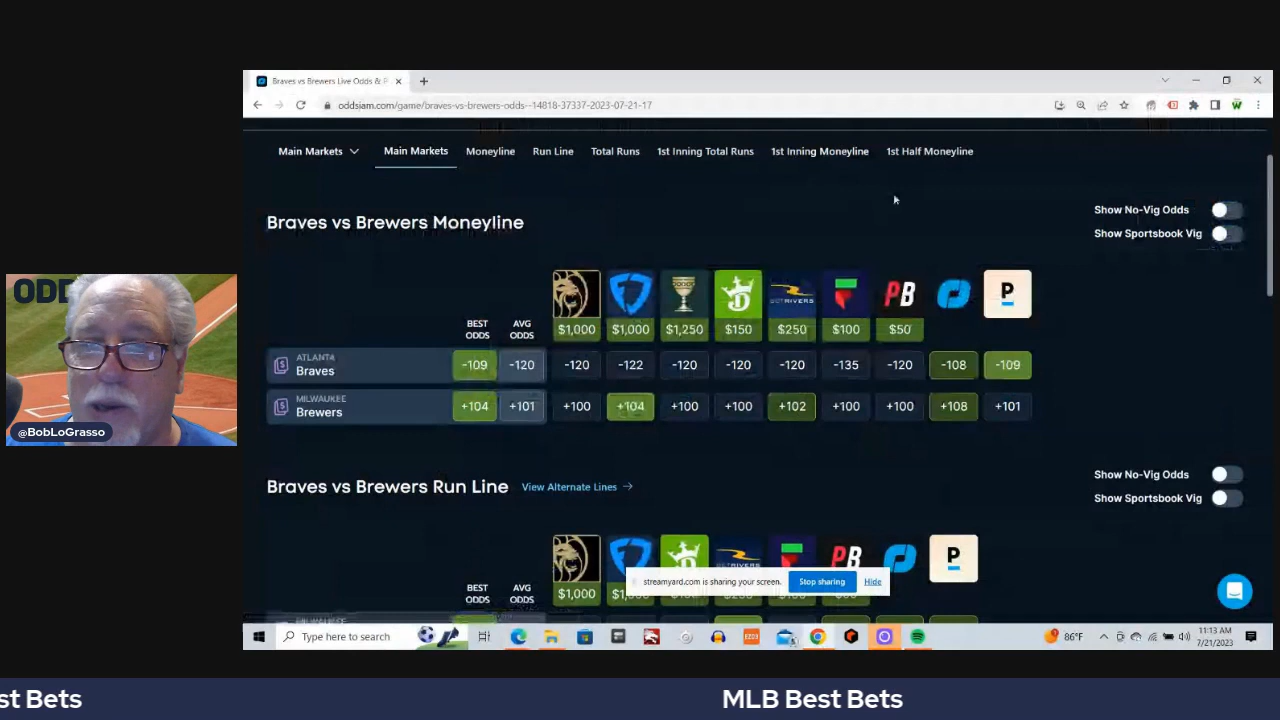 Braves vs Brewers Live Odds & P
oddsjam.com/game/braves-vs-brewers-odds--14818-37337-2023-07-21-17
Main Markets
Main Markets
Moneyline
Run Line
Total Runs
1st Inning Total Runs
1st Inning Moneyline
1st Half Moneyline
Braves vs Brewers Moneyline
Show No-Vig Odds
Show Sportsbook Vig
ODD
BETRIVERS
PB
P
BEST ODDS
AVG ODDS
$1,000
$1,000
$1,250
$150
$250
$100
$50
ATLANTA
Braves
-109
-120
-120
-122
-120
-120
-120
-135
-120
-108
-109
MILWAUKEE
Brewers
+104
+101
+100
+104
+100
+100
+102
+100
+100
+108
+101
@BobLoGrasso
Braves vs Brewers Run Line
View Alternate Lines
Show No-Vig Odds
Show Sportsbook Vig
PB
P
BEST ODDS
AVG ODDS
$1,000
streamyard.com is sharing your screen.
Stop sharing
Hide
MILWAUKEE
Type here to search
86°F
11:13 AM
7/21/2023
st Bets
MLB Best Bets